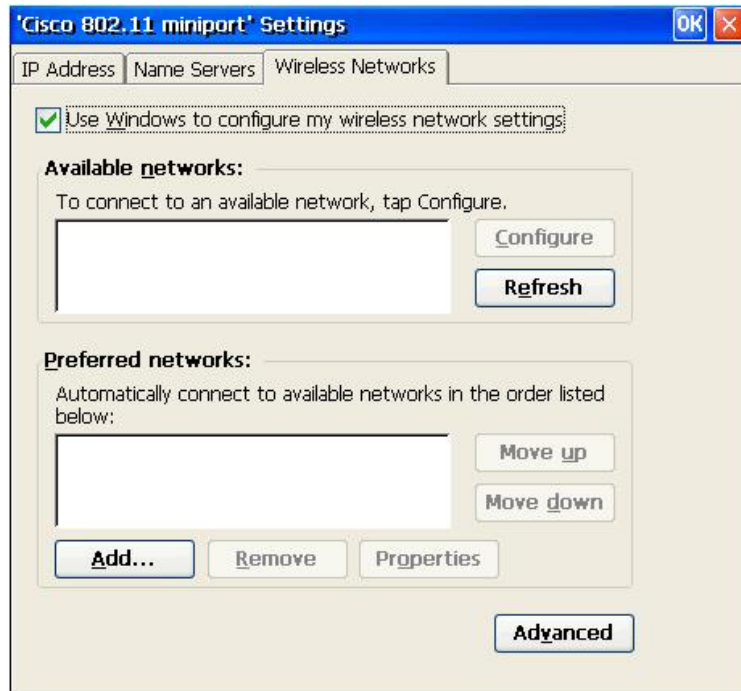 'Cisco 802.11 miniport' Settings OK
IP Address Name Servers Wireless Networks
Use Windows to configure my wireless network settings
Available networks:
To connect to an available network, tap Configure.
Configure
Refresh
Preferred networks:
Automatically connect to available networks in the order listed
below:
Move up
Move down
Add... Remove Properties
Advanced